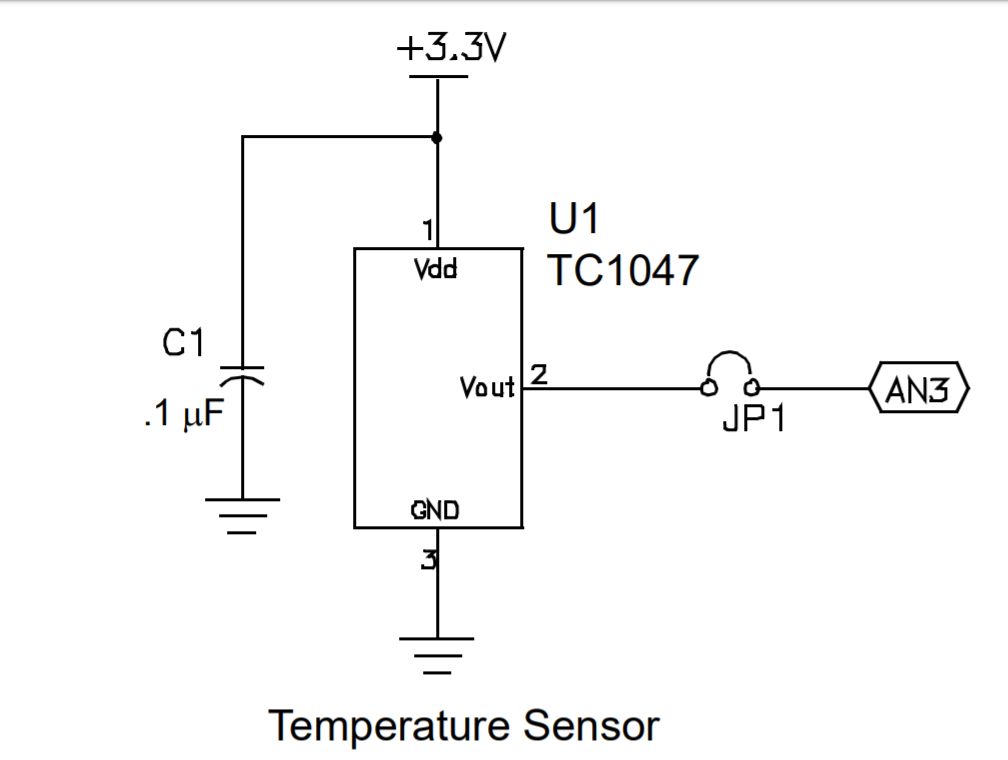 +3.3V
1
U1
Vdd
TC1047
C1
2
Vout
AN3
.1 µF
JP1
GND
3
Temperature Sensor